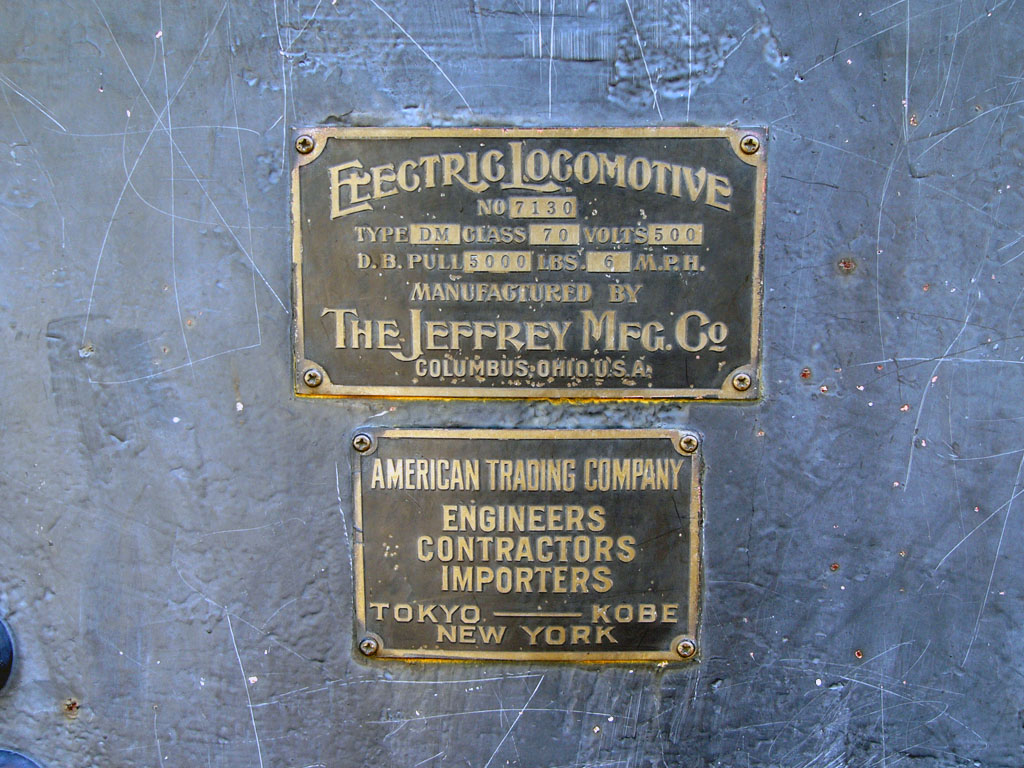 ELECTRIC LOCOMOTIVE
NO 7130
TYPE DM CLASS 70 VOLTS 500
D.B. PULL 5000 LBS. 6 M.P.H.
MANUFACTURED BY
THE JEFFREY MFG. CO
COLUMBUS, OHIO. U.S.A.
AMERICAN TRADING COMPANY
ENGINEERS
CONTRACTORS
IMPORTERS
TOKYO — KOBE
NEW YORK